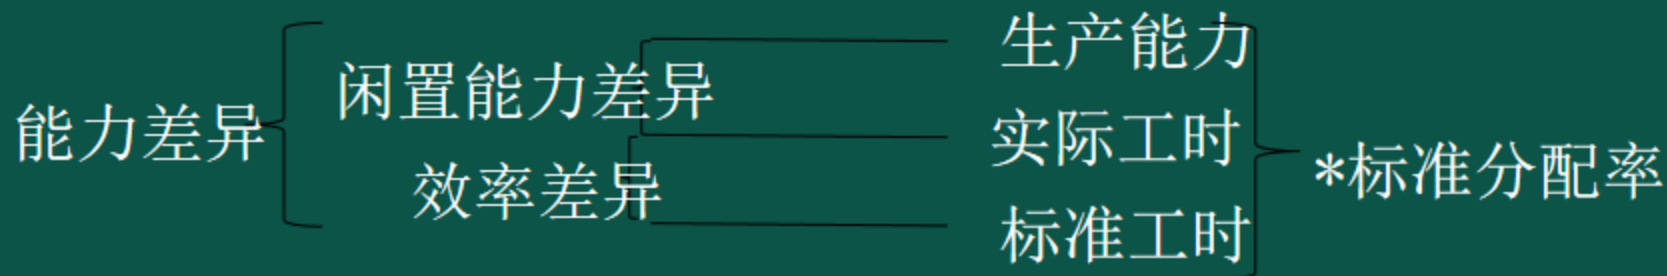 能力差异
闲置能力差异
效率差异
生产能力
实际工时
标准工时
*标准分配率